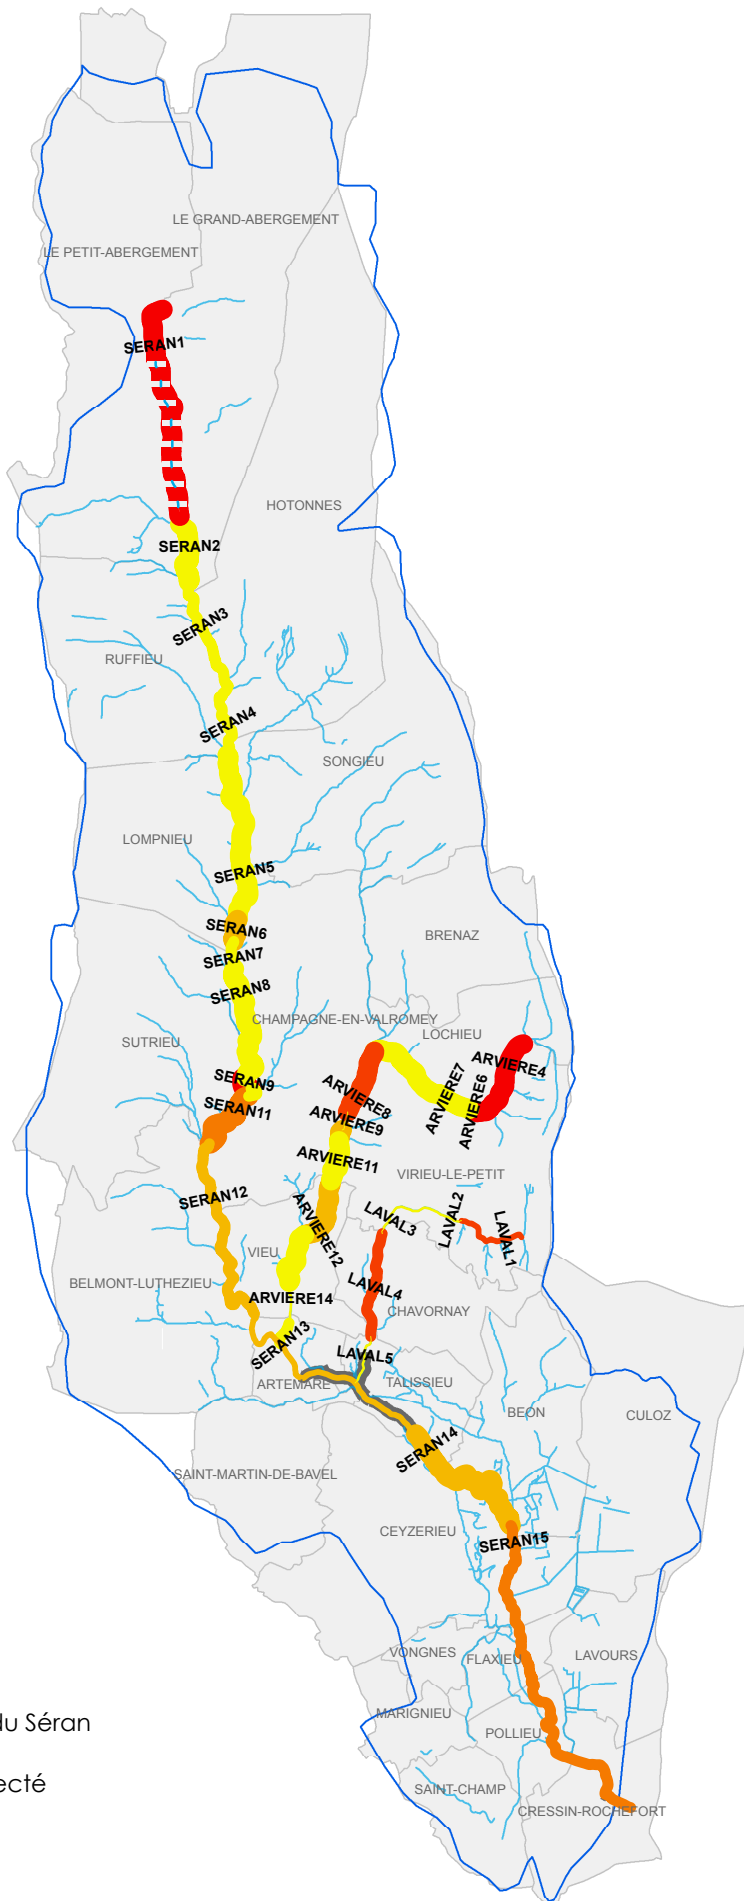 LE GRAND-ABERGEMENT
LE PETIT-ABERGEMENT
SERAN1
HOTONNES
SERAN2
SERAN3
RUFFIEU
SERAN4
SONGIEU
LOMPNIEU
SERAN5
SERAN6
BRENAZ
SERAN7
SERAN8
CHAMPAGNE-EN-VALROMEY
LOCHIEU
SUTRIEU
ARVIERE4
SERAN9
ARVIERE7
ARVIERE8
SERAN11
ARVIERE6
ARVIERE9
ARVIERE11
VIRIEU-LE-PETIT
SERAN12
LAVAL3
LAVAL2
ARVIERE12
LAVAL1
VIEU
BELMONT-LUTHEZIEU
LAVAL4
ARVIERE14
CHAVORNAY
SERAN13
LAVAL5
ARTEMARE
TALISSIEU
BEON
CULOZ
SERAN14
SAINT-MARTIN-DE-BAVEL
CEYZERIEU
SERAN15
VONGNES
FLAXIEU
LAVOURS
MARIGNIEU
du Séran
POLLIEU
ecté
SAINT-CHAMP
CRESSIN-ROCHEFORT